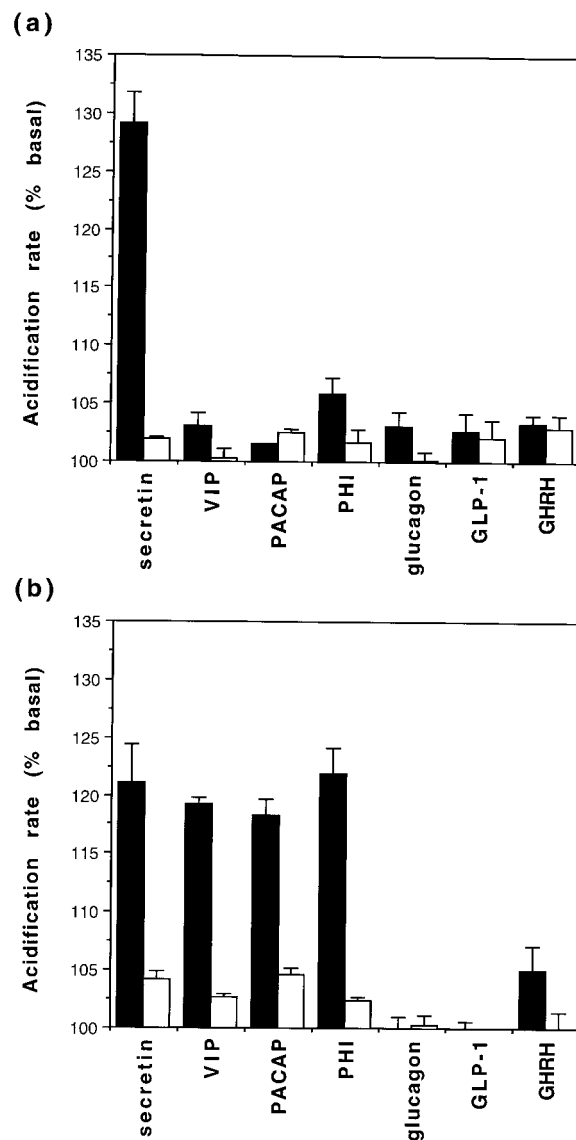 (a)
Acidification rate (% basal)
135
130
125
120
115
110
105
100
secretin
VIP
PACAP
PHI
glucagon
GLP-1
GHRH
(b)
Acidification rate (% basal)
135
130
125
120
115
110
105
100
secretin
VIP
PACAP
PHI
glucagon
GLP-1
GHRH